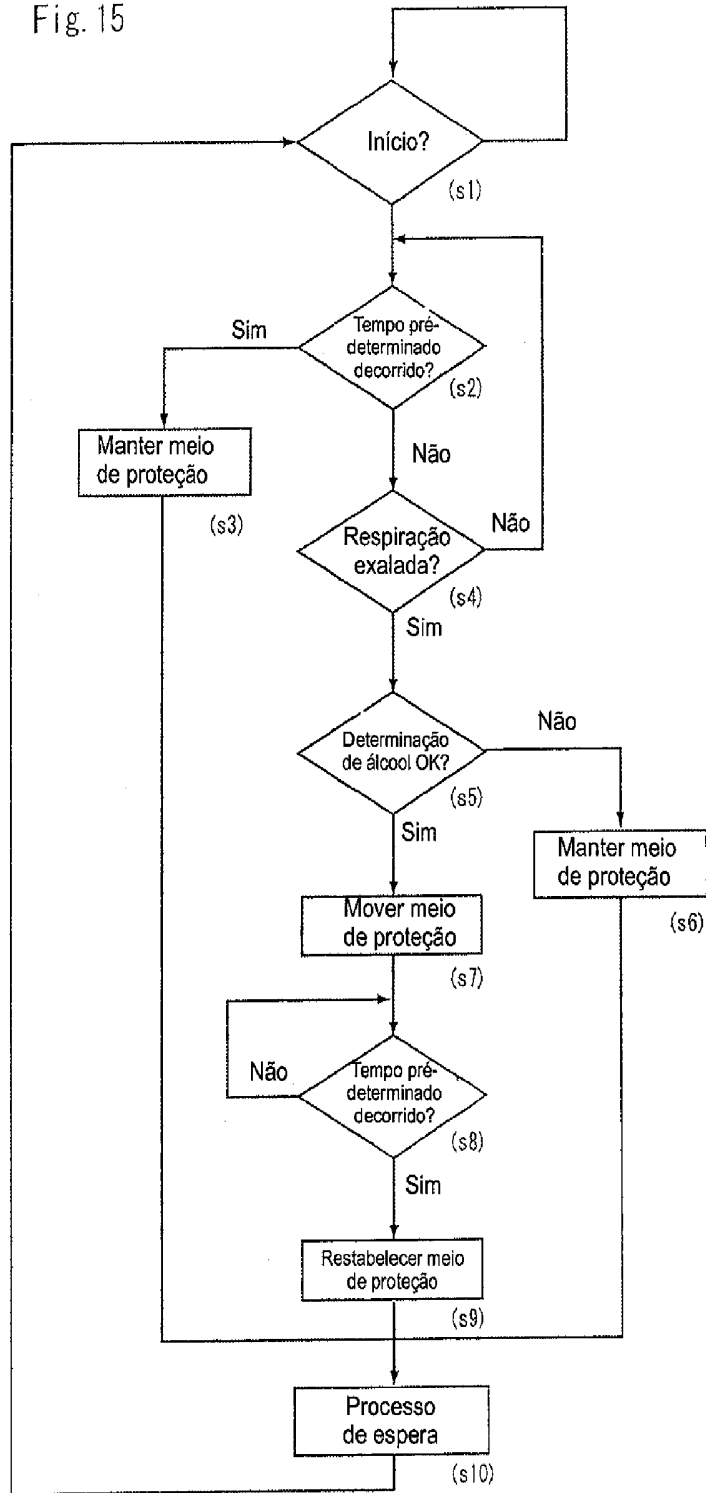 Fig. 15
Início?
(s1)
Sim
Tempo pré-
determinado
decorrido?
(s2)
Manter meio
de proteção
(s3)
Não
Respiração
exalada?
(s4)
Não
Sim
Determinação
de álcool OK?
(s5)
Não
Sim
Manter meio
de proteção
(s6)
Mover meio
de proteção
(s7)
Não
Tempo pré-
determinado
decorrido?
(s8)
Sim
Restabelecer meio
de proteção
(s9)
Processo
de espera
(s10)